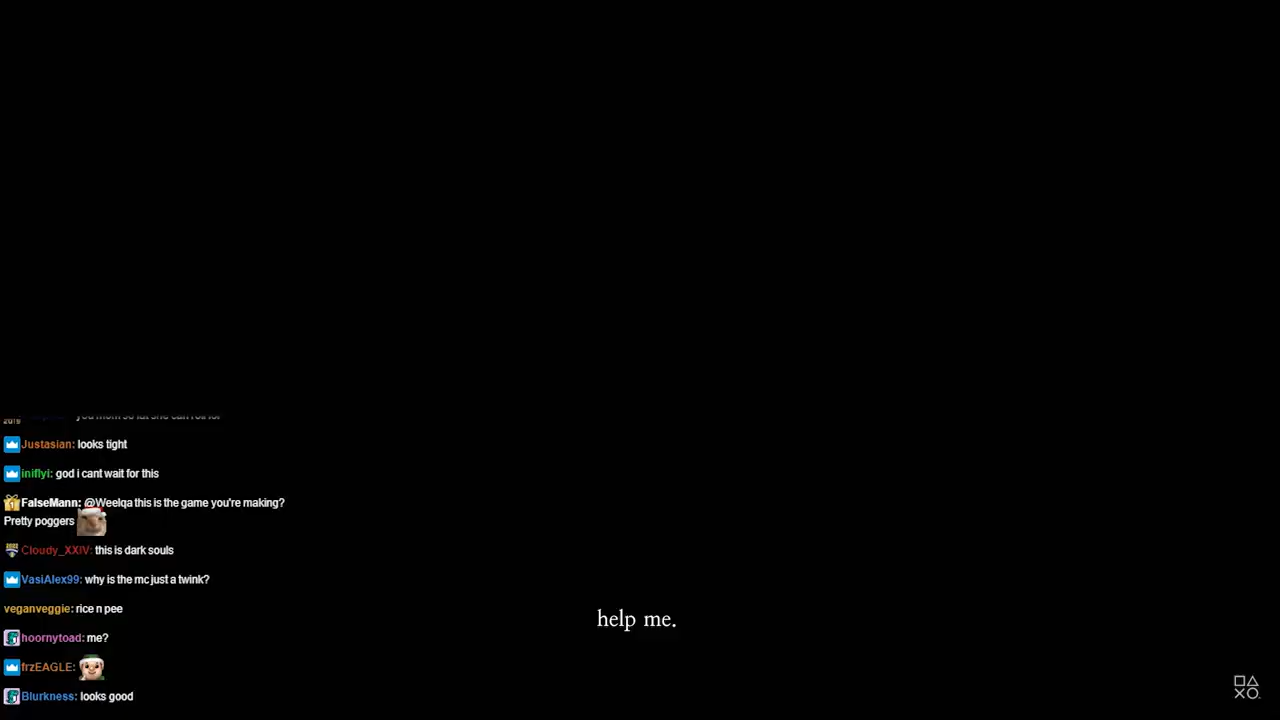 Justasian: looks tight
iniflyi: god i cant wait for this
FalseMann: @Weelqa this is the game you're making?
Pretty poggers
Cloudy_XXIV: this is dark souls
VasiAlex99: why is the mc just a twink?
veganveggie: rice n pee
help me.
hoornytoad: me?
frzEAGLE:
Blurkness: looks good